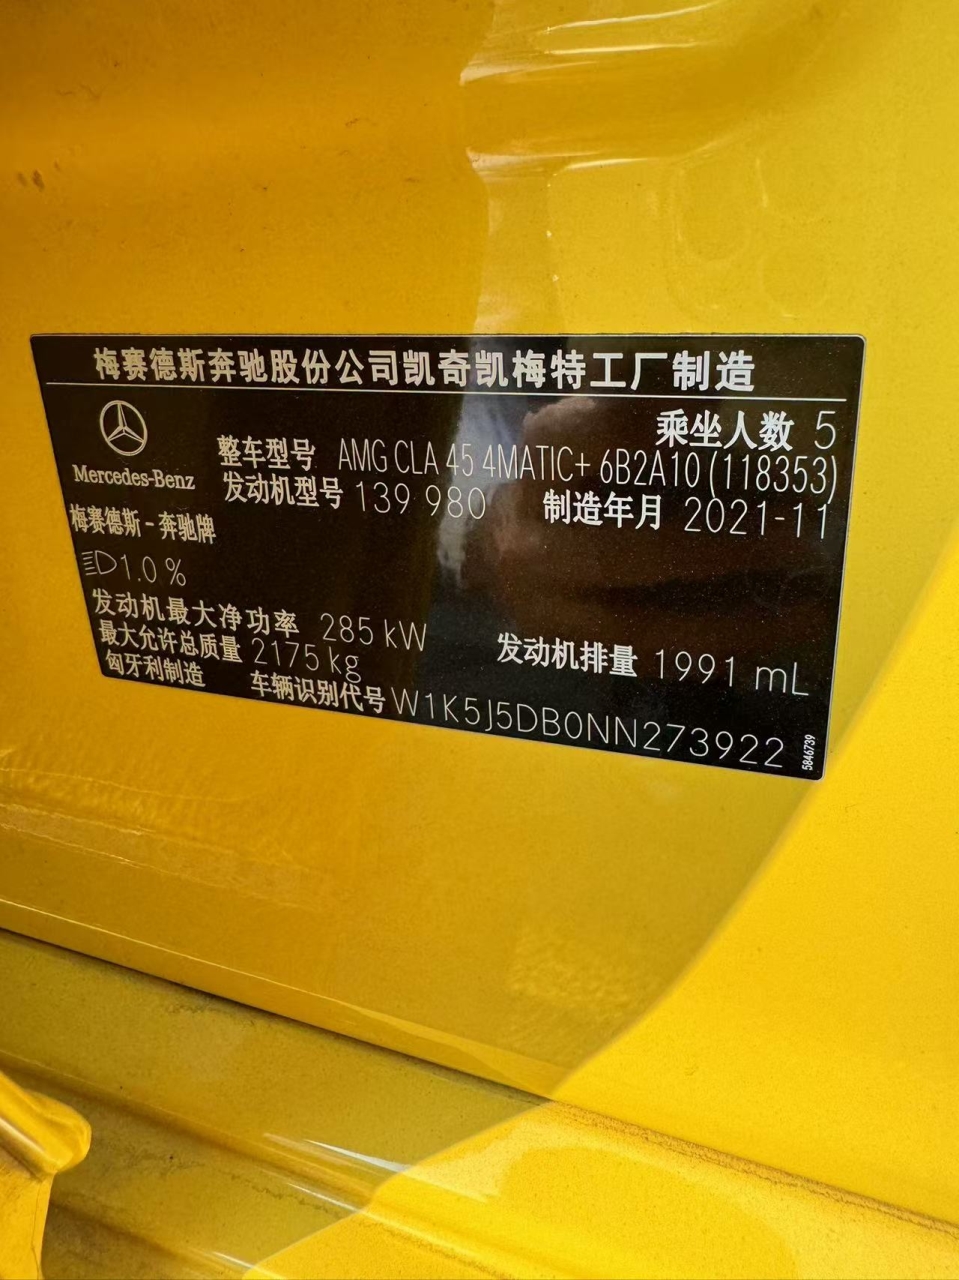 梅赛德斯奔驰股份公司凯奇凯梅特工厂制造
乘坐人数 5
Mercedes-Benz
整车型号 AMG CLA 45 4MATIC+ 6B2A10 (118353)
发动机型号 139 980 制造年月 2021-11
梅赛德斯-奔驰牌
1.0 %
发动机最大净功率 285 kW 发动机排量 1991 mL
最大允许总质量 2175 kg
匈牙利制造 车辆识别代号 W1K5J5DB0NN273922
5846739